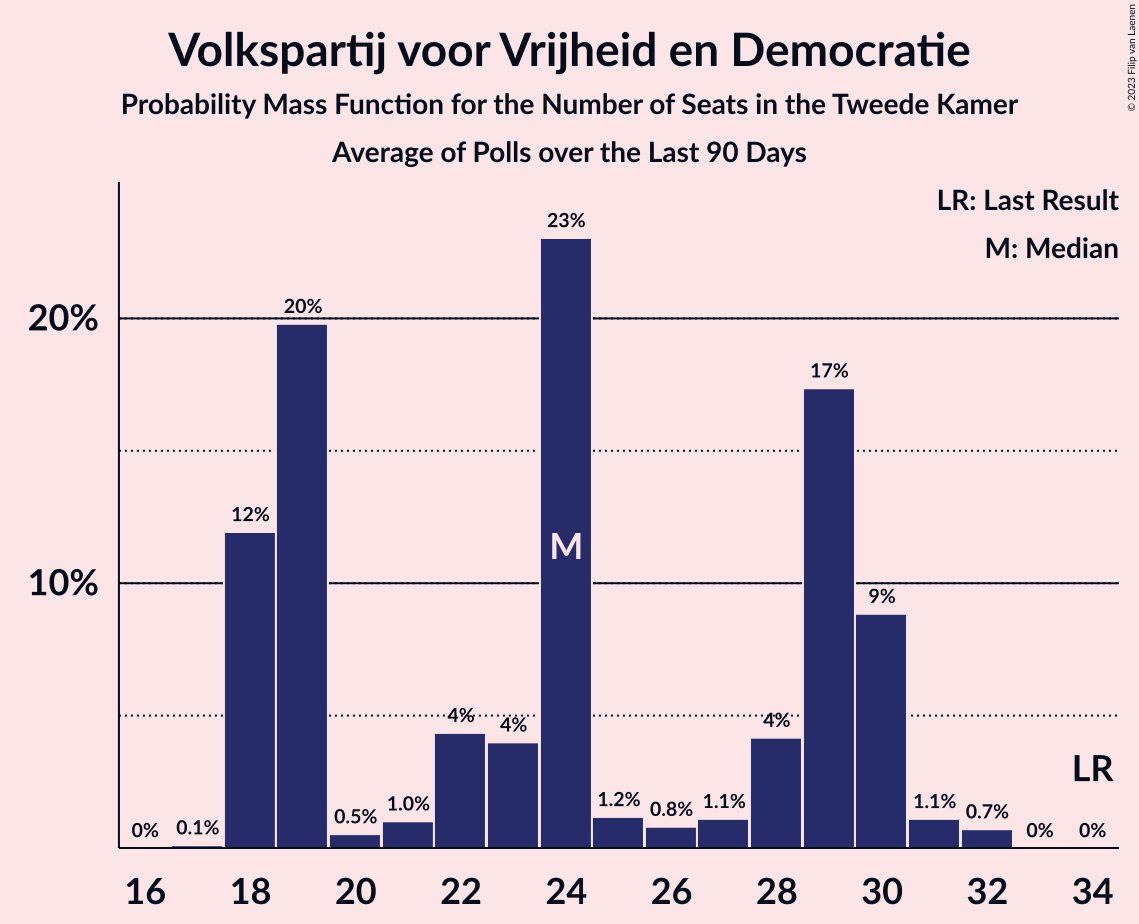 Volkspartij voor Vrijheid en Democratie
Probability Mass Function for the Number of Seats in the Tweede Kamer
Average of Polls over the Last 90 Days
© 2023 Filip van Laenen
LR: Last Result
M: Median
20%
10%
0%
0.1%
12%
20%
0.5%
1.0%
4%
4%
23%
M
1.2%
0.8%
1.1%
4%
17%
9%
1.1%
0.7%
0%
0%
LR
16 18 20 22 24 26 28 30 32 34